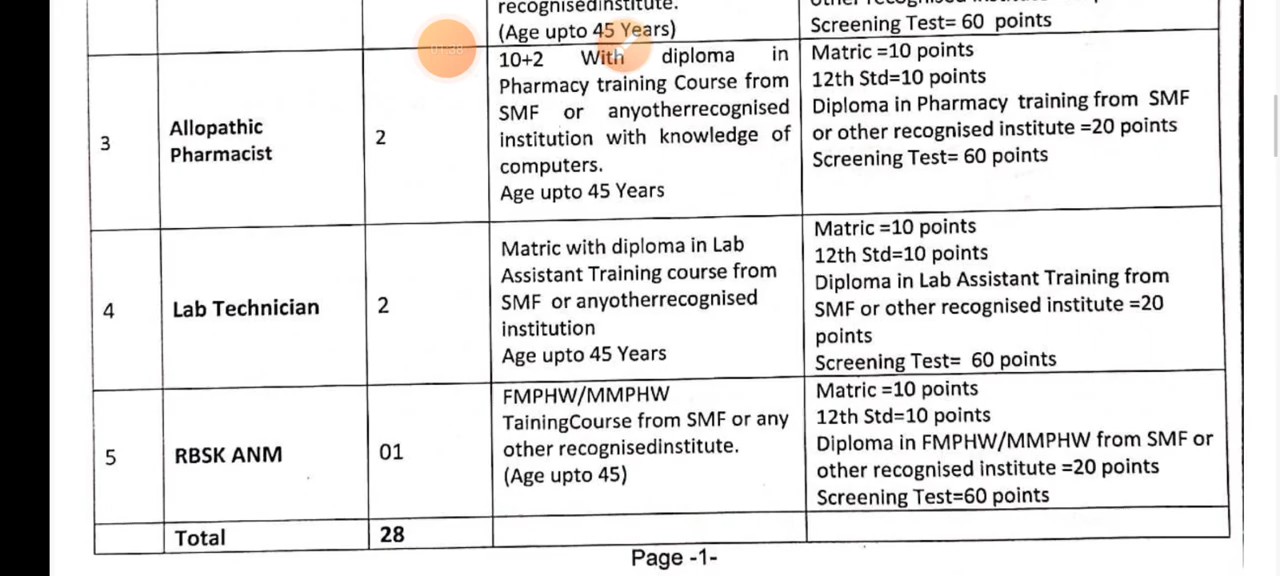 recognisedinstitute.
(Age upto 45 Years)
Screening Test= 60 points
3
Allopathic
Pharmacist
2
10+2 With diploma in
Pharmacy training Course from
SMF or anyotherrecognised
institution with knowledge of
computers.
Age upto 45 Years
Matric =10 points
12th Std=10 points
Diploma in Pharmacy training from SMF
or other recognised institute =20 points
Screening Test= 60 points
4
Lab Technician
2
Matric with diploma in Lab
Assistant Training course from
SMF or anyotherrecognised
institution
Age upto 45 Years
Matric =10 points
12th Std=10 points
Diploma in Lab Assistant Training from
SMF or other recognised institute =20
points
Screening Test= 60 points
5
RBSK ANM
01
FMPHW/MMPHW
TainingCourse from SMF or any
other recognisedinstitute.
(Age upto 45)
Matric =10 points
12th Std=10 points
Diploma in FMPHW/MMPHW from SMF or
other recognised institute =20 points
Screening Test=60 points
Total
28
Page -1-